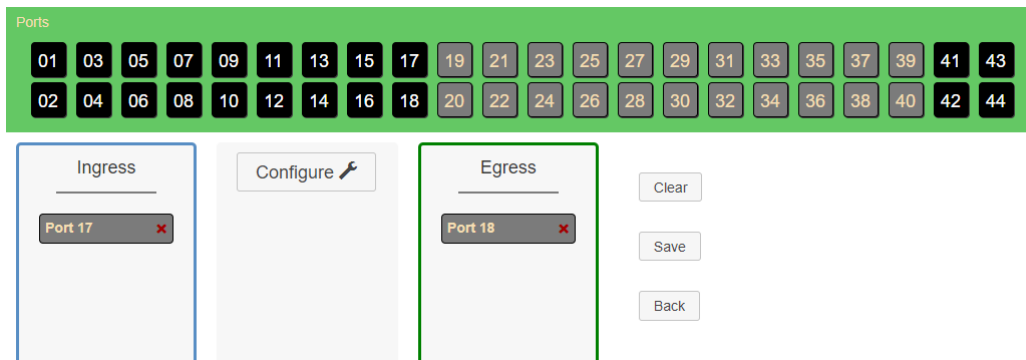 Ports
01 03 05 07 09 11 13 15 17 19 21 23 25 27 29 31 33 35 37 39 41 43
02 04 06 08 10 12 14 16 18 20 22 24 26 28 30 32 34 36 38 40 42 44
Ingress
Port 17
Configure
Egress
Port 18
Clear
Save
Back